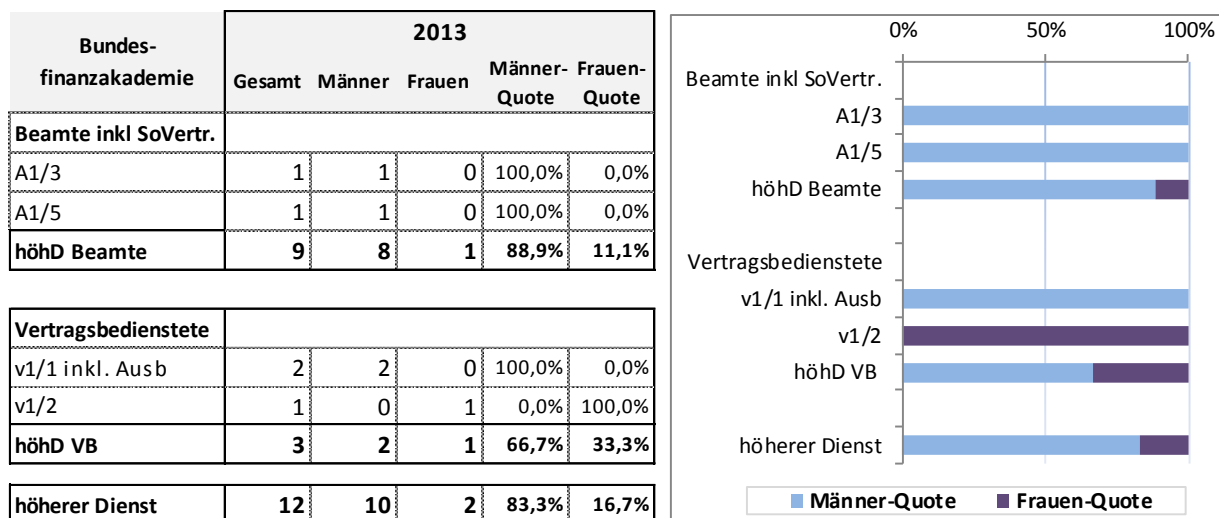 Bundes-
finanzakademie
2013
Gesamt Männer Frauen Männer- Frauen-
Quote Quote
Beamte inkl SoVertr.
A1/3 1 1 0 100,0% 0,0%
A1/5 1 1 0 100,0% 0,0%
höhD Beamte 9 8 1 88,9% 11,1%
Vertragsbedienstete
v1/1 inkl. Ausb 2 2 0 100,0% 0,0%
v1/2 1 0 1 0,0% 100,0%
höhD VB 3 2 1 66,7% 33,3%
höherer Dienst 12 10 2 83,3% 16,7%
0% 50% 100%
Beamte inkl SoVertr.
A1/3
A1/5
höhD Beamte
Vertragsbedienstete
v1/1 inkl. Ausb
v1/2
höhD VB
höherer Dienst
Männer-Quote Frauen-Quote